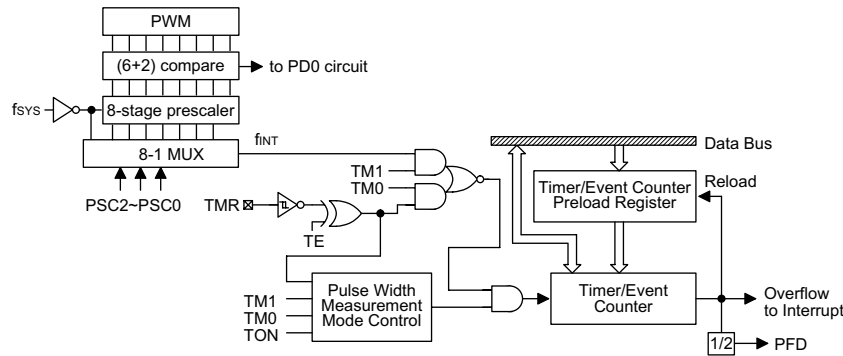 PWM
(6+2) compare
to PD0 circuit
fSYS
8-stage prescaler
8-1 MUX
fINT
PSC2~PSC0
TMR
TE
TM1
TM0
Data Bus
Timer/Event Counter
Preload Register
Reload
TM1
TM0
TON
Pulse Width
Measurement
Mode Control
Timer/Event
Counter
Overflow
to Interrupt
1/2
PFD